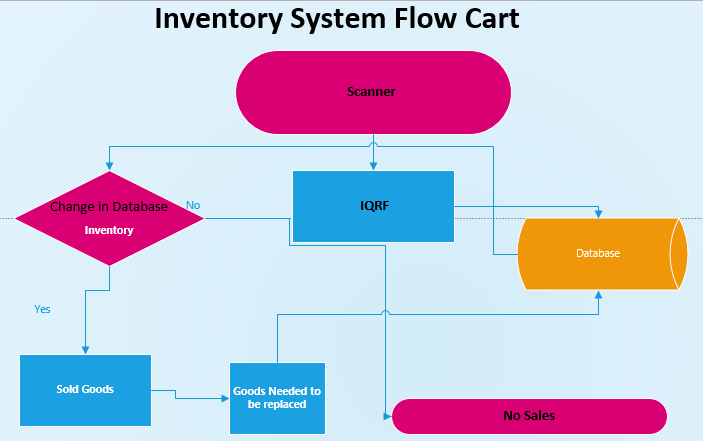 Inventory System Flow Cart
Scanner
Change in Database
Inventory
No
IQRF
Database
Yes
Sold Goods
Goods Needed to
be replaced
No Sales